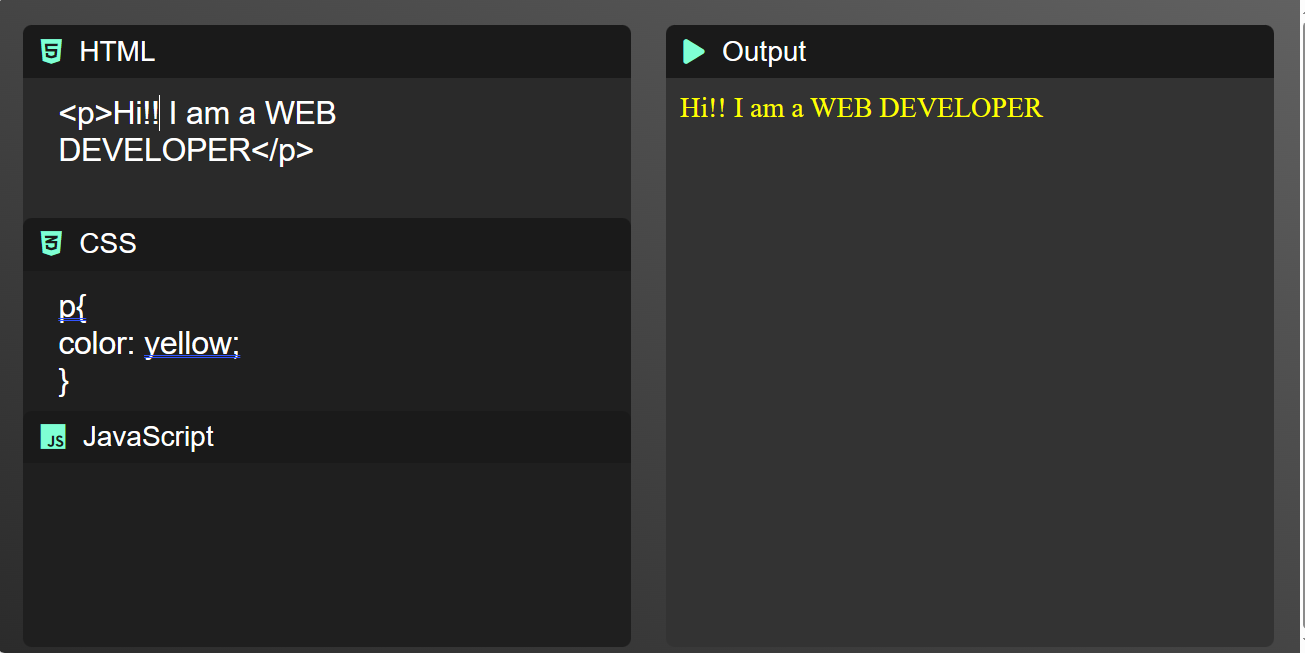 HTML
<p>Hi!! I am a WEB
DEVELOPER</p>
CSS
p{
color: yellow;
}
JS JavaScript
Output
Hi!! I am a WEB DEVELOPER